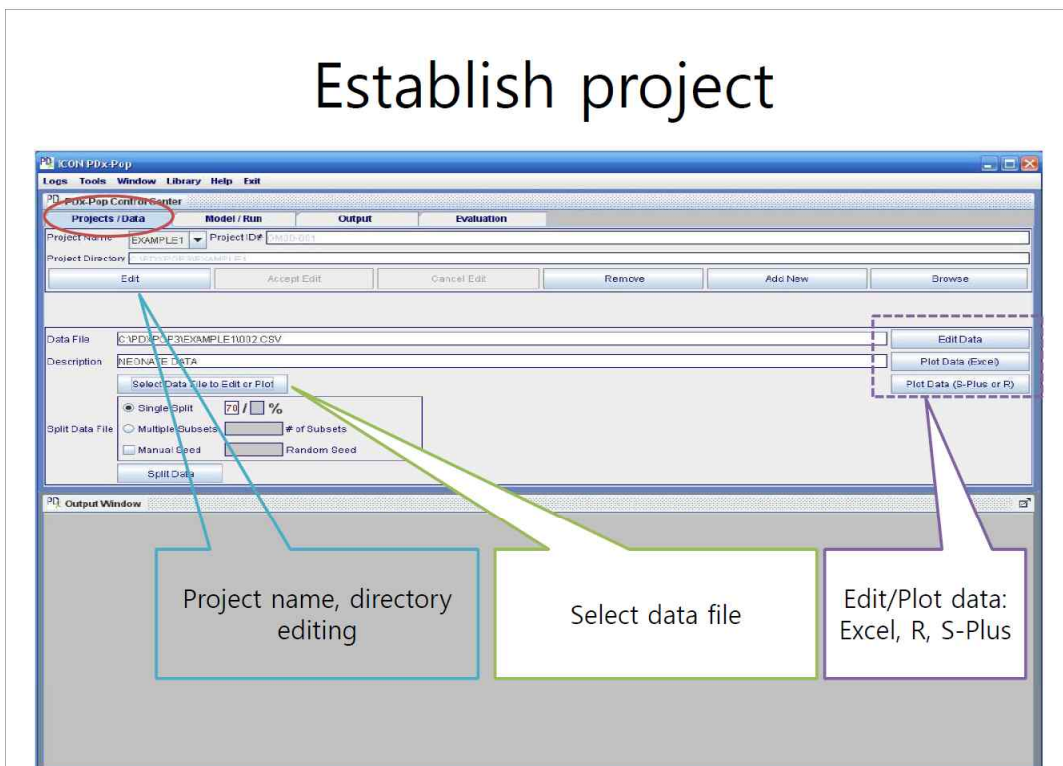 Establish project
ICON PDx-Pop
Logs Tools Window Library Help Exit
PDx-Pop Control Center
Projects / Data Model / Run Output Evaluation
Project Name EXAMPLE1 Project ID#
Project Directory
Edit Accept Edit Cancel Edit Remove Add New Browse
Data File C:\PDXPOP3\EXAMPLE1\002.CSV Edit Data
Description NEONATE DATA Plot Data (Excel)
Select Data File to Edit or Plot Plot Data (S-Plus or R)
Single Split 70 / %
Split Data File Multiple Subsets # of Subsets
Manual Seed Random Seed
Split Data
Output Window
Project name, directory
editing
Select data file
Edit/Plot data:
Excel, R, S-Plus